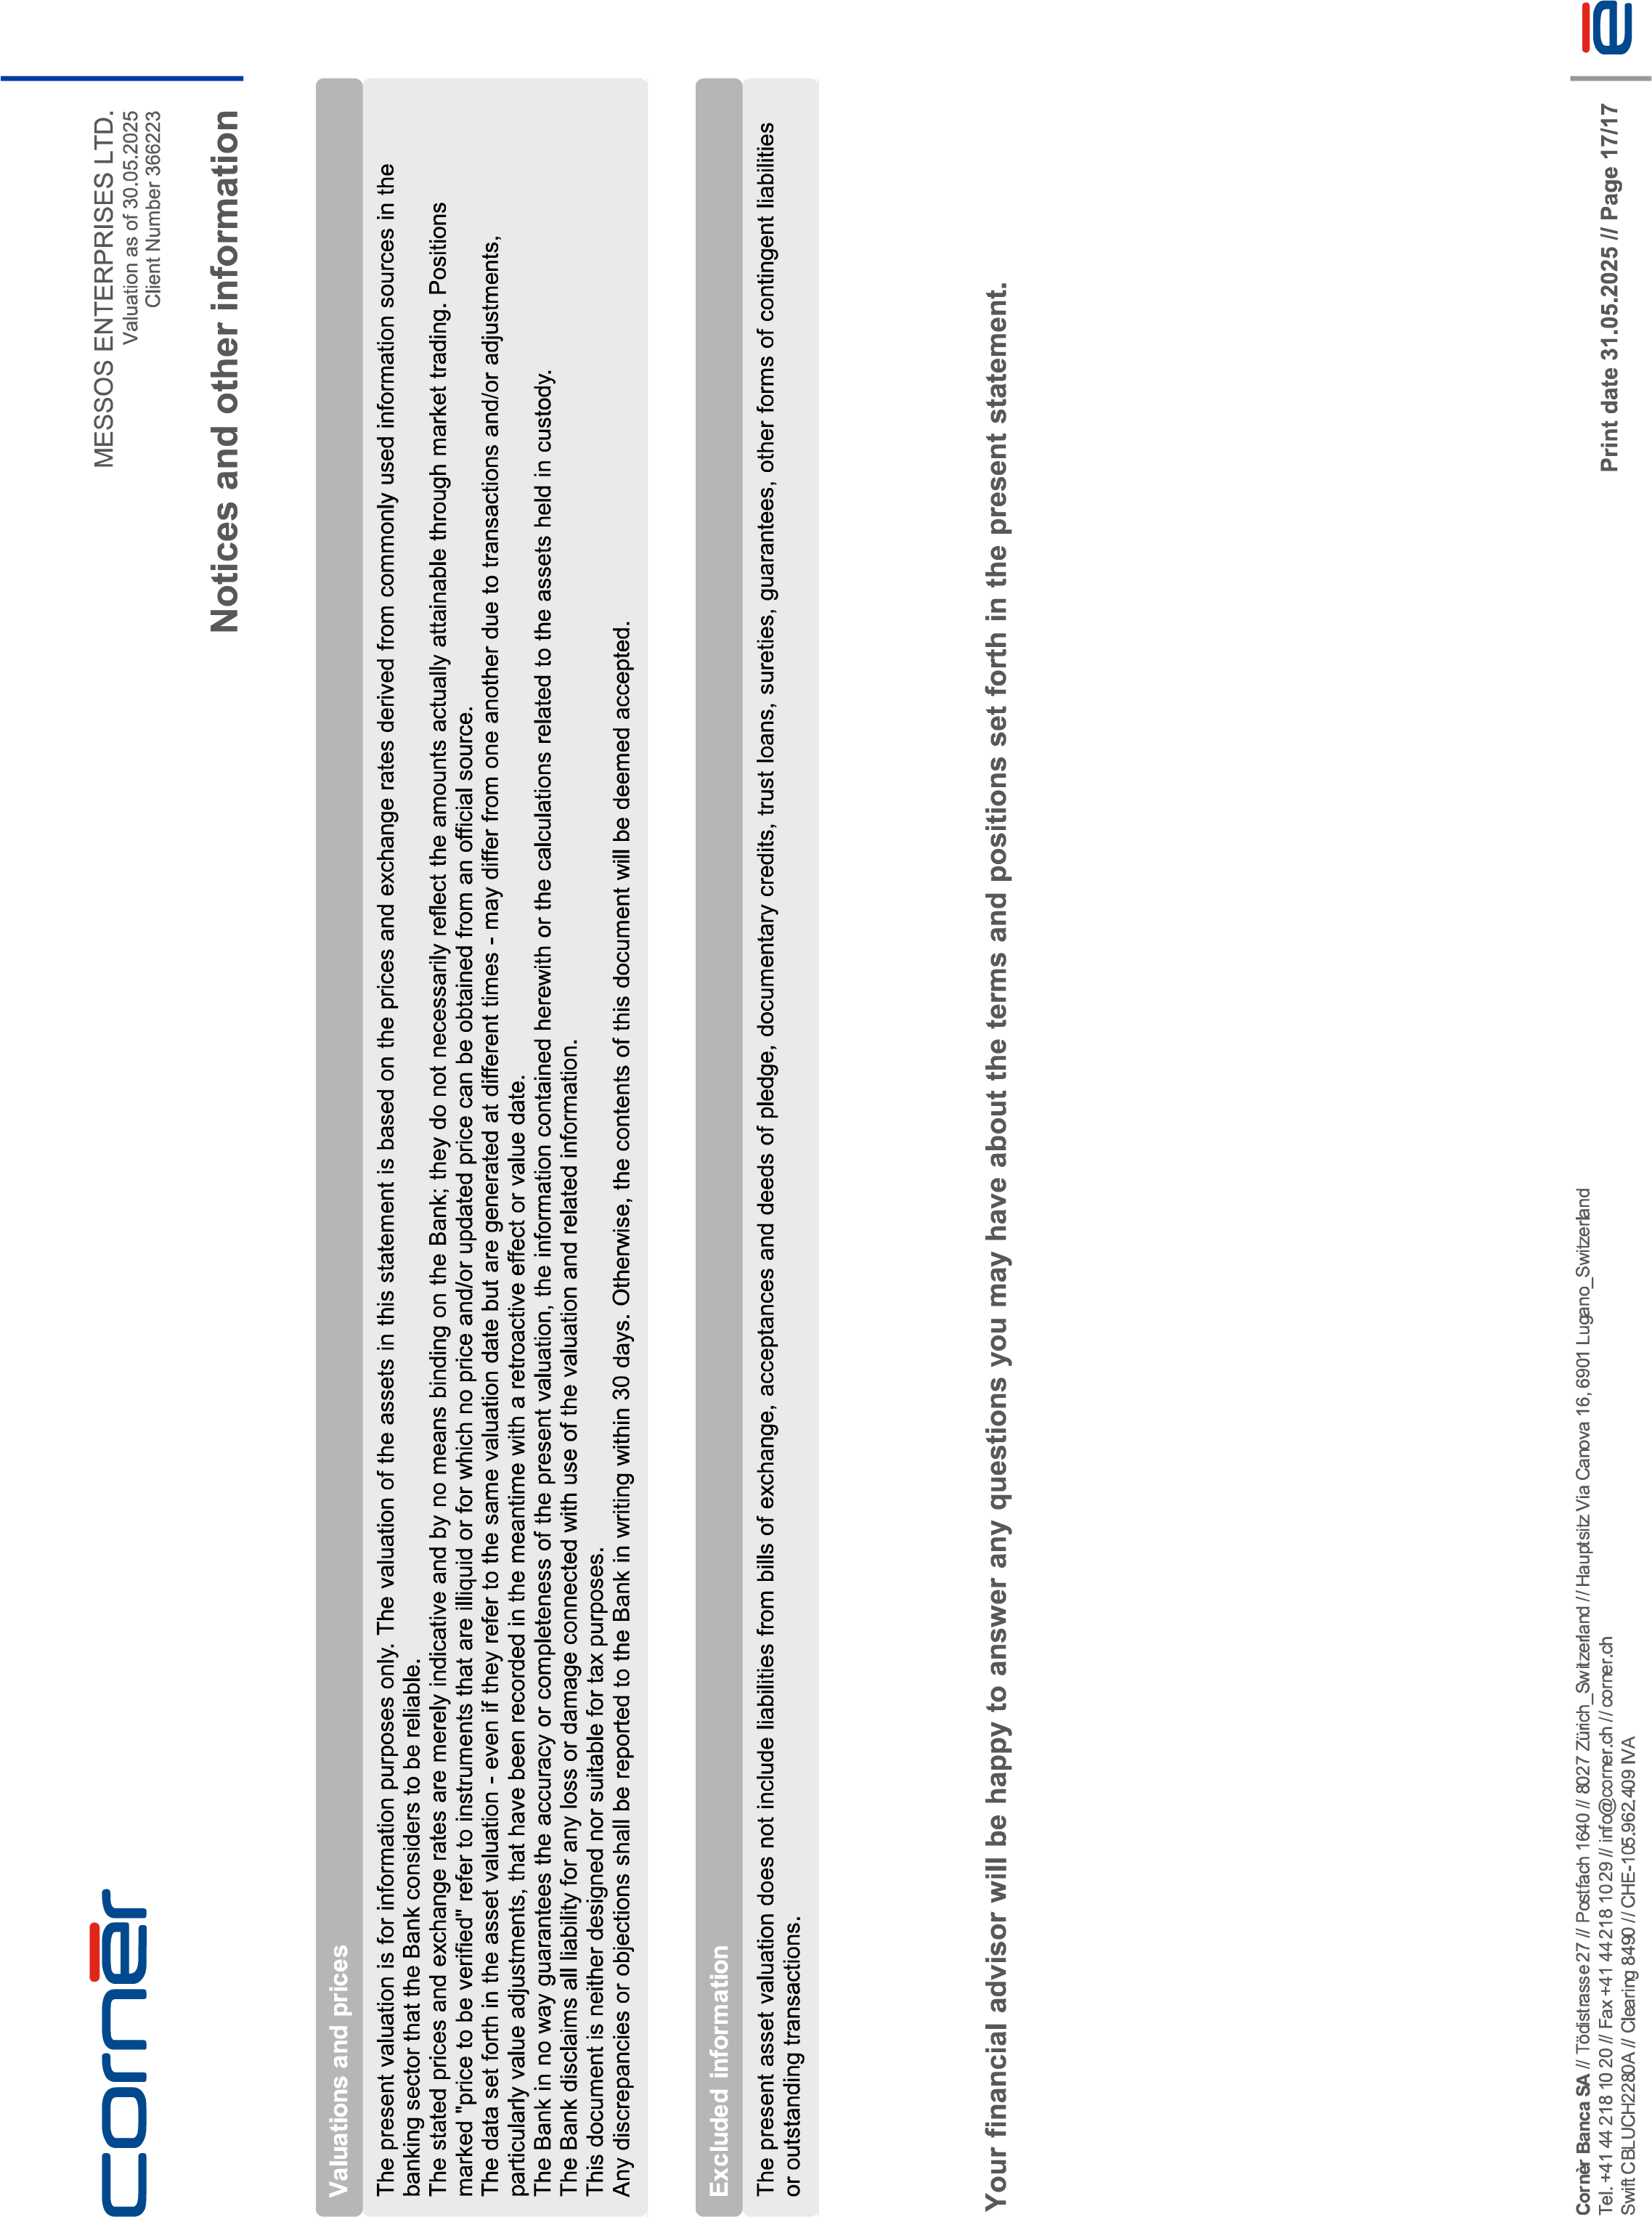 cornèr
MESSOS ENTERPRISES LTD.
Valuation as of 30.05.2025
Client Number 366223
Notices and other information
Valuations and prices
The present valuation is for information purposes only. The valuation of the assets in this statement is based on the prices and exchange rates derived from commonly used information sources in the
banking sector that the Bank considers to be reliable.
The stated prices and exchange rates are merely indicative and by no means binding on the Bank; they do not necessarily reflect the amounts actually attainable through market trading. Positions
marked "price to be verified" refer to instruments that are illiquid or for which no price and/or updated price can be obtained from an official source.
The data set forth in the asset valuation - even if they refer to the same valuation date but are generated at different times - may differ from one another due to transactions and/or adjustments,
particularly value adjustments, that have been recorded in the meantime with a retroactive effect or value date.
The Bank in no way guarantees the accuracy or completeness of the present valuation, the information contained herewith or the calculations related to the assets held in custody.
The Bank disclaims all liability for any loss or damage connected with use of the valuation and related information.
This document is neither designed nor suitable for tax purposes.
Any discrepancies or objections shall be reported to the Bank in writing within 30 days. Otherwise, the contents of this document will be deemed accepted.
Excluded information
The present asset valuation does not include liabilities from bills of exchange, acceptances and deeds of pledge, documentary credits, trust loans, sureties, guarantees, other forms of contingent liabilities
or outstanding transactions.
Your financial advisor will be happy to answer any questions you may have about the terms and positions set forth in the present statement.
Cornèr Banca SA // Tödistrasse 27 // Postfach 1640 // 8027 Zürich_Switzerland // Hauptsitz Via Canova 16, 6901 Lugano_Switzerland
Tel. +41 44 218 10 20 // Fax +41 44 218 10 29 // info@corner.ch // corner.ch
Swift CBLUCH2280A // Clearing 8490 // CHE-105.962.409 IVA
Print date 31.05.2025 // Page 17/17
è